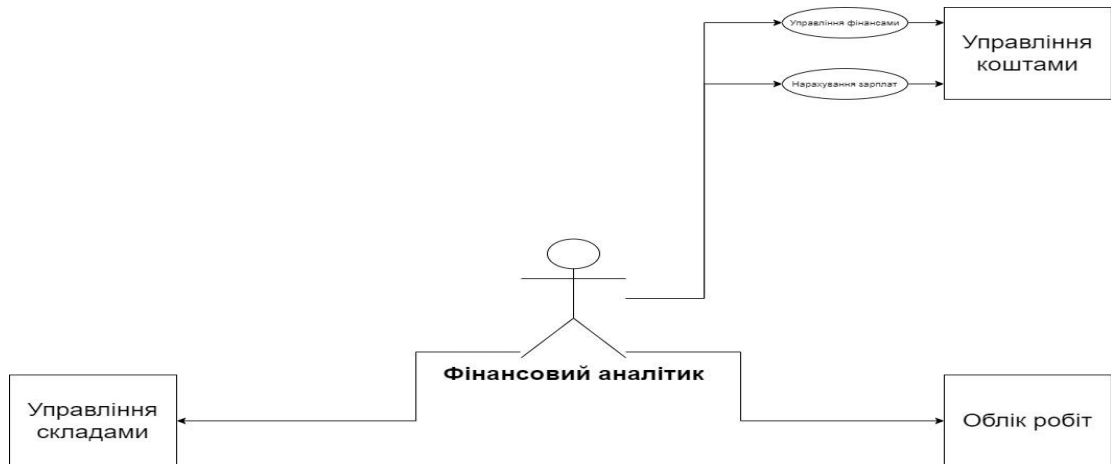 Управління фінансами
Управління
коштами
Нарахування зарплат
Фінансовий аналітик
Управління
складами
Облік робіт